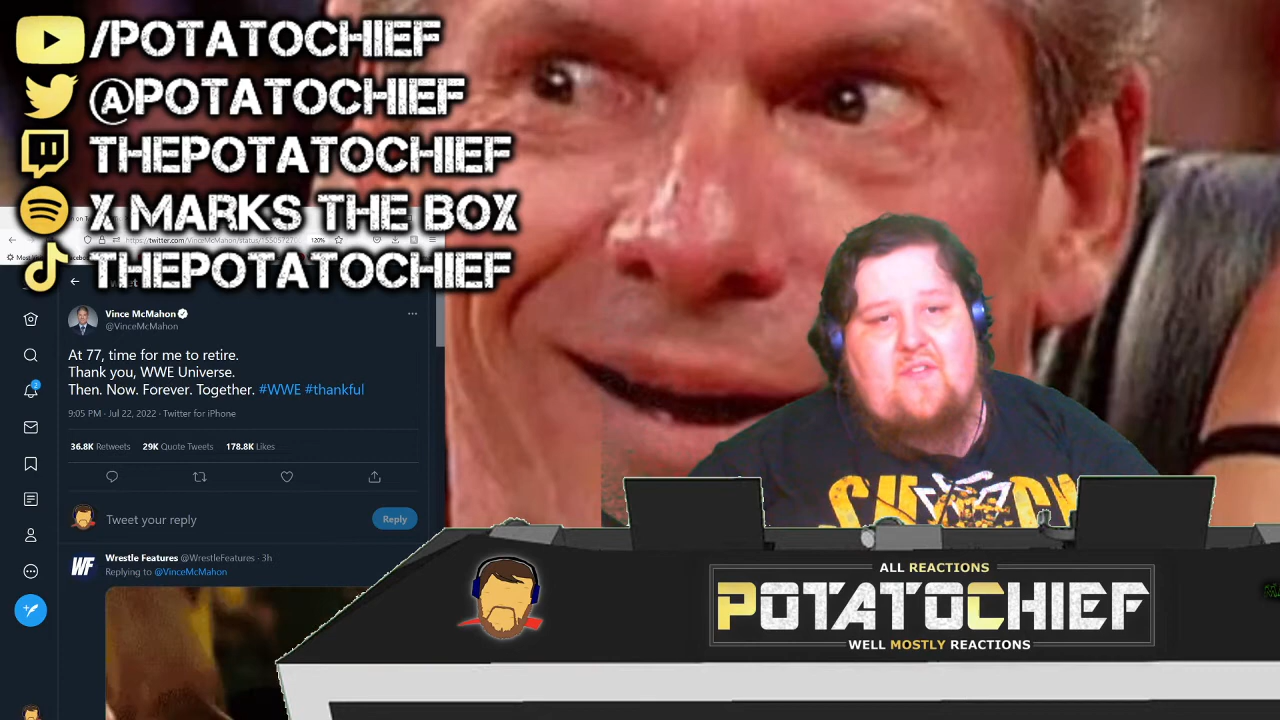 /POTATOCHIEF
@POTATOCHIEF
THEPOTATOCHIEF
X MARKS THE BOX
THEPOTATOCHIEF
120%
Vince McMahon
@VinceMcMahon
At 77, time for me to retire.
Thank you, WWE Universe.
Then. Now. Forever. Together. #WWE #thankful
9:05 PM · Jul 22, 2022 · Twitter for iPhone
36.8K Retweets 29K Quote Tweets 178.8K Likes
2
Tweet your reply
Reply
WF
Wrestle Features @WrestleFeatures · 3h
Replying to @VinceMcMahon
ALL REACTIONS
POTATOCHIEF
WELL MOSTLY REACTIONS